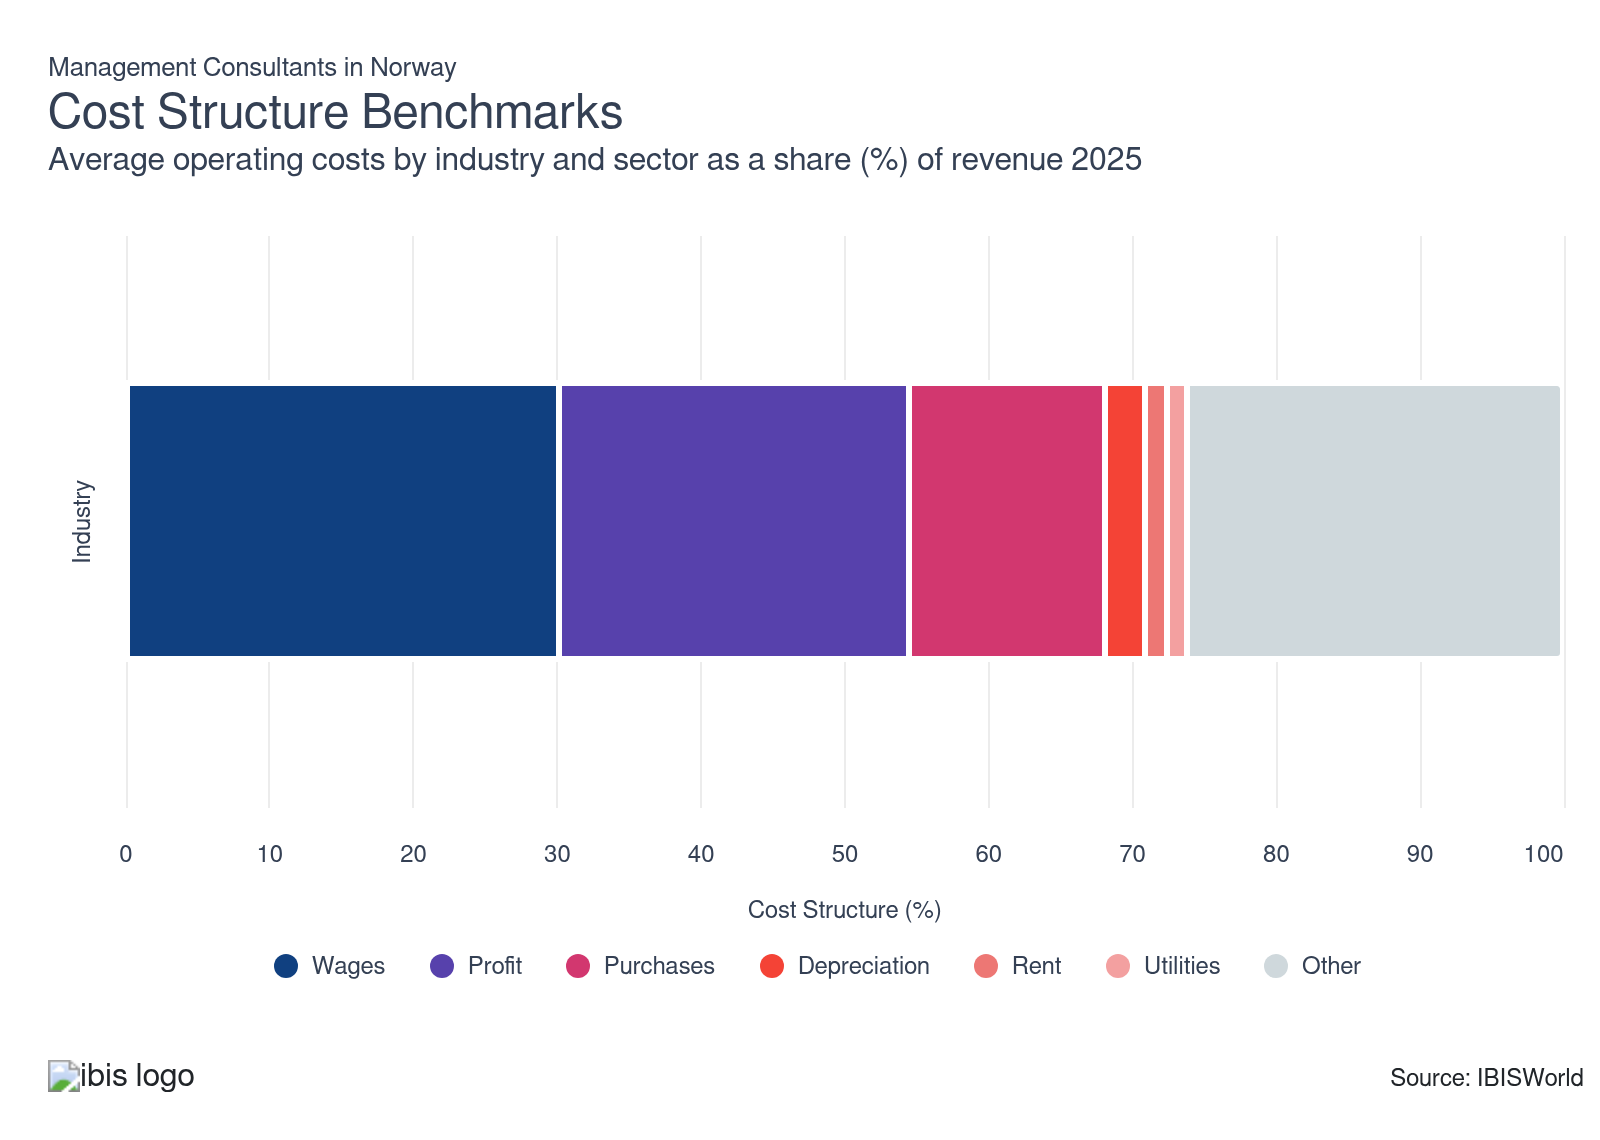 Management Consultants in Norway
Cost Structure Benchmarks
Average operating costs by industry and sector as a share (%) of revenue 2025
Industry
0 10 20 30 40 50 60 70 80 90 100
Cost Structure (%)
Wages Profit Purchases Depreciation Rent Utilities Other
ibis logo
Source: IBISWorld